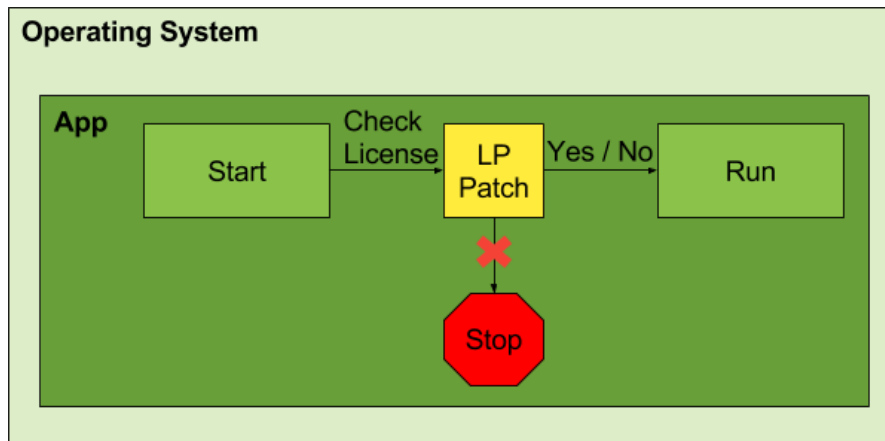 Operating System
App
Start
Check
License
LP
Patch
Yes / No
Run
Stop